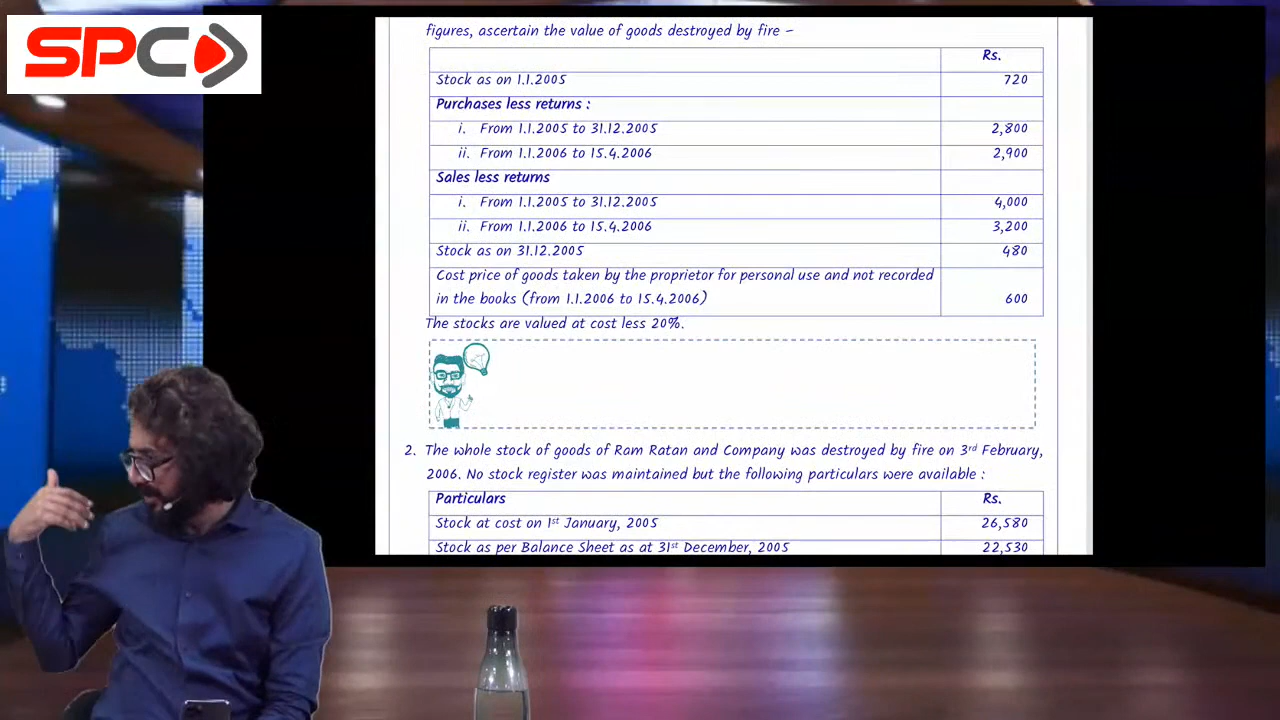 SPC
figures, ascertain the value of goods destroyed by fire –
Rs.
Stock as on 1.1.2005 720
Purchases less returns :
i. From 1.1.2005 to 31.12.2005 2,800
ii. From 1.1.2006 to 15.4.2006 2,900
Sales less returns
i. From 1.1.2005 to 31.12.2005 4,000
ii. From 1.1.2006 to 15.4.2006 3,200
Stock as on 31.12.2005 480
Cost price of goods taken by the proprietor for personal use and not recorded
in the books (from 1.1.2006 to 15.4.2006) 600
The stocks are valued at cost less 20%.
2. The whole stock of goods of Ram Ratan and Company was destroyed by fire on 3rd February,
2006. No stock register was maintained but the following particulars were available :
Particulars Rs.
Stock at cost on 1st January, 2005 26,580
Stock as per Balance Sheet as at 31st December, 2005 22,530